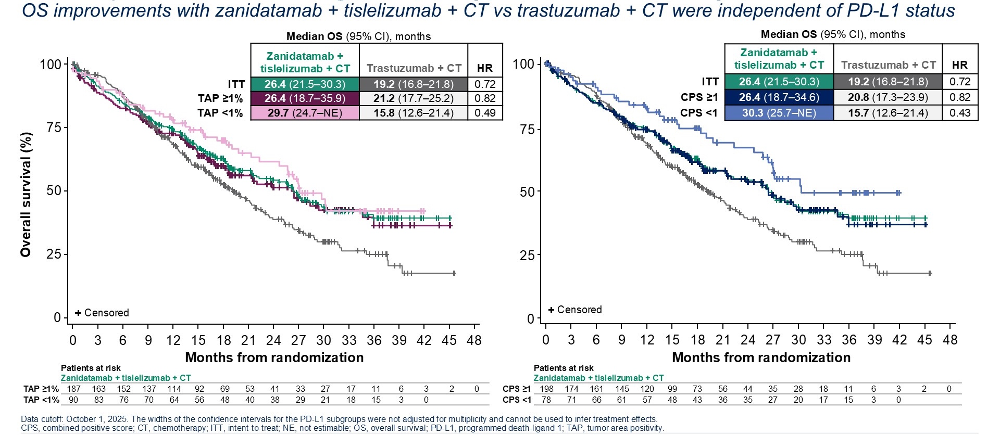 OS improvements with zanidatamab + tislelizumab + CT vs trastuzumab + CT were independent of PD-L1 status
Median OS (95% CI), months
Zanidatamab + tislelizumab + CT Trastuzumab + CT HR
ITT 26.4 (21.5–30.3) 19.2 (16.8–21.8) 0.72
TAP ≥1% 26.4 (18.7–35.9) 21.2 (17.7–25.2) 0.82
TAP <1% 29.7 (24.7–NE) 15.8 (12.6–21.4) 0.49
Overall survival (%)
100
75
50
25
0
+ Censored
0 3 6 9 12 15 18 21 24 27 30 33 36 39 42 45 48
Months from randomization
Patients at risk
Zanidatamab + tislelizumab + CT
TAP ≥1% 187 163 152 137 114 92 69 53 41 33 27 17 11 6 3 2 0
TAP <1% 90 83 76 70 64 56 48 40 38 29 21 18 15 3 0
Median OS (95% CI), months
Zanidatamab + tislelizumab + CT Trastuzumab + CT HR
ITT 26.4 (21.5–30.3) 19.2 (16.8–21.8) 0.72
CPS ≥1 26.4 (18.7–34.6) 20.8 (17.3–23.9) 0.82
CPS <1 30.3 (25.7–NE) 15.7 (12.6–21.4) 0.43
100
75
50
25
0
+ Censored
0 3 6 9 12 15 18 21 24 27 30 33 36 39 42 45 48
Months from randomization
Patients at risk
Zanidatamab + tislelizumab + CT
CPS ≥1 198 174 161 145 120 99 73 56 44 35 28 18 11 6 3 2 0
CPS <1 78 71 66 61 57 48 43 36 35 27 20 17 15 3 0
Data cutoff: October 1, 2025. The widths of the confidence intervals for the PD-L1 subgroups were not adjusted for multiplicity and cannot be used to infer treatment effects.
CPS, combined positive score; CT, chemotherapy; ITT, intent-to-treat; NE, not estimable; OS, overall survival; PD-L1, programmed death-ligand 1; TAP, tumor area positivity.